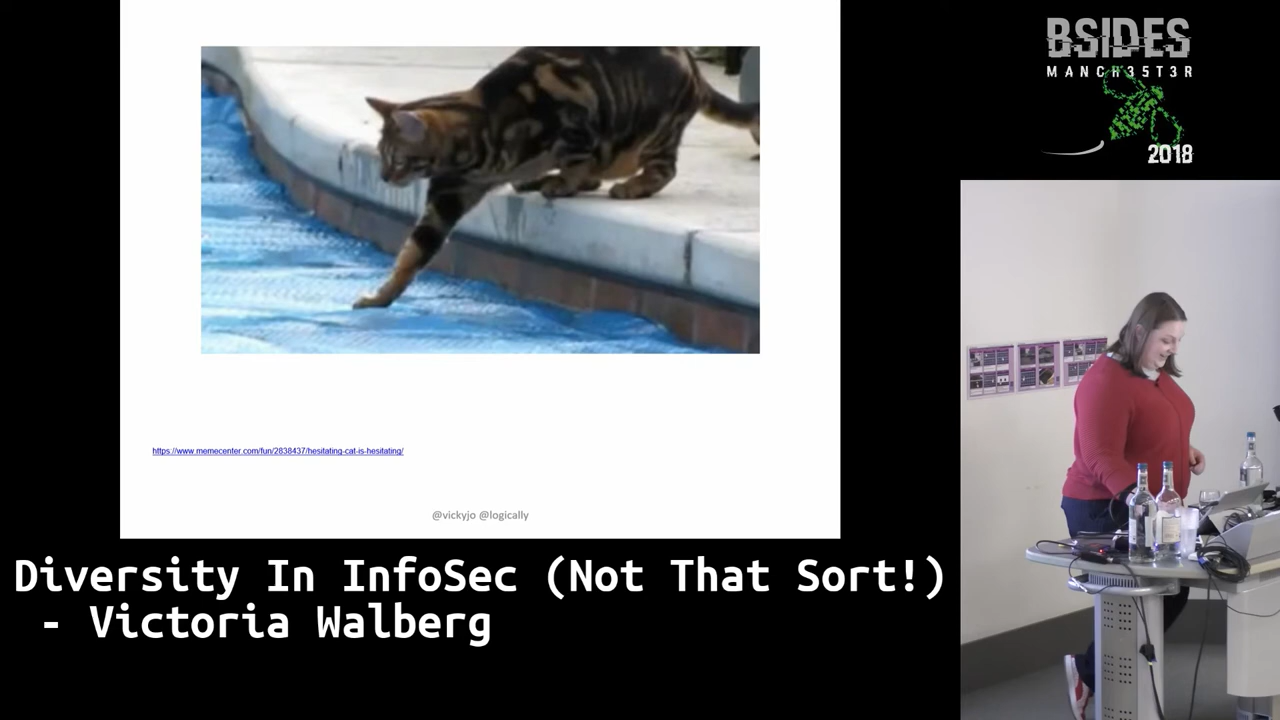 BSIDES
MANCH35T3R
2018
https://www.memecenter.com/fun/2838437/hesitating-cat-is-hesitating/
@vickyjo @logically
Diversity In InfoSec (Not That Sort!)
- Victoria Walberg